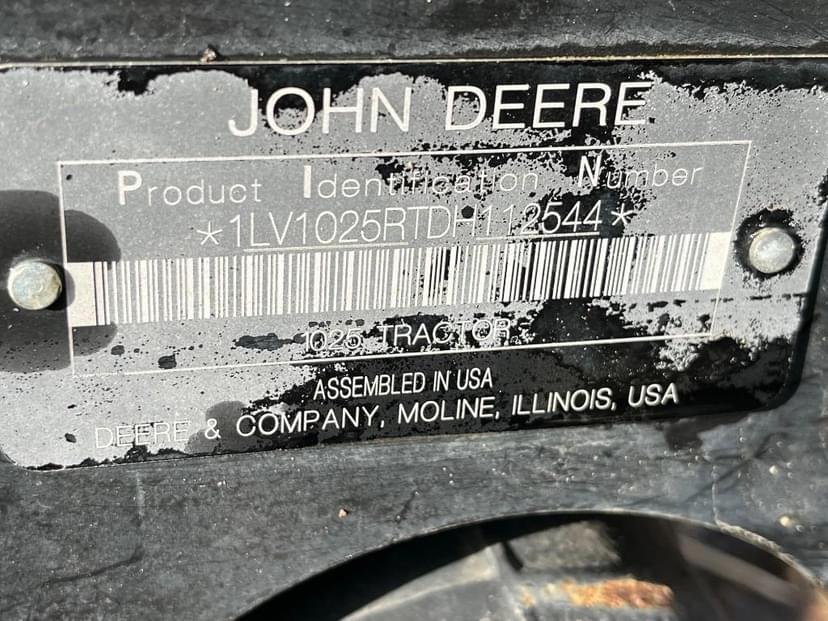 JOHN DEERE
Product Identification Number
*1LV1025RTDH112544*
1025 TRACTOR
ASSEMBLED IN USA
DEERE & COMPANY, MOLINE, ILLINOIS, USA